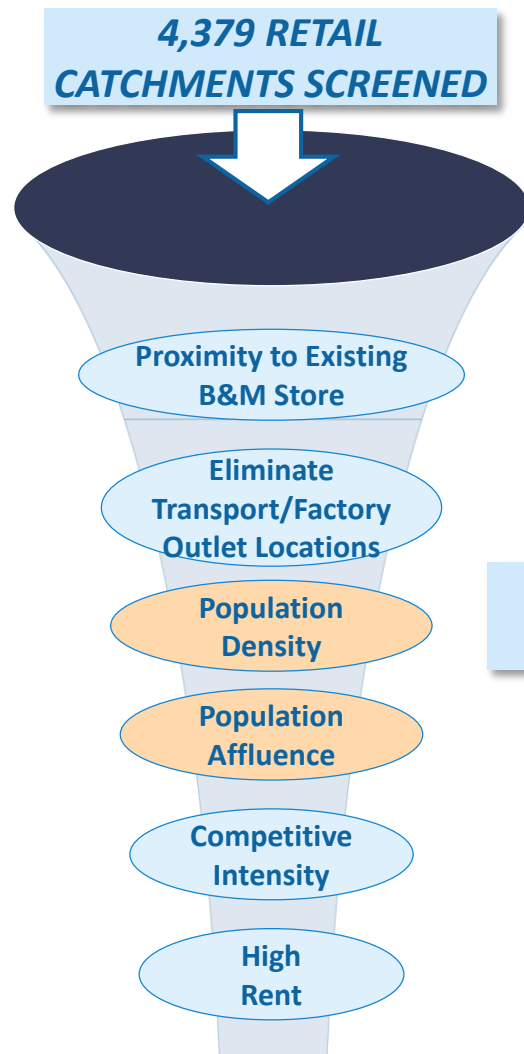 4,379 RETAIL
CATCHMENTS SCREENED
Proximity to Existing
B&M Store
Eliminate
Transport/Factory
Outlet Locations
Population
Density
Population
Affluence
Competitive
Intensity
High
Rent